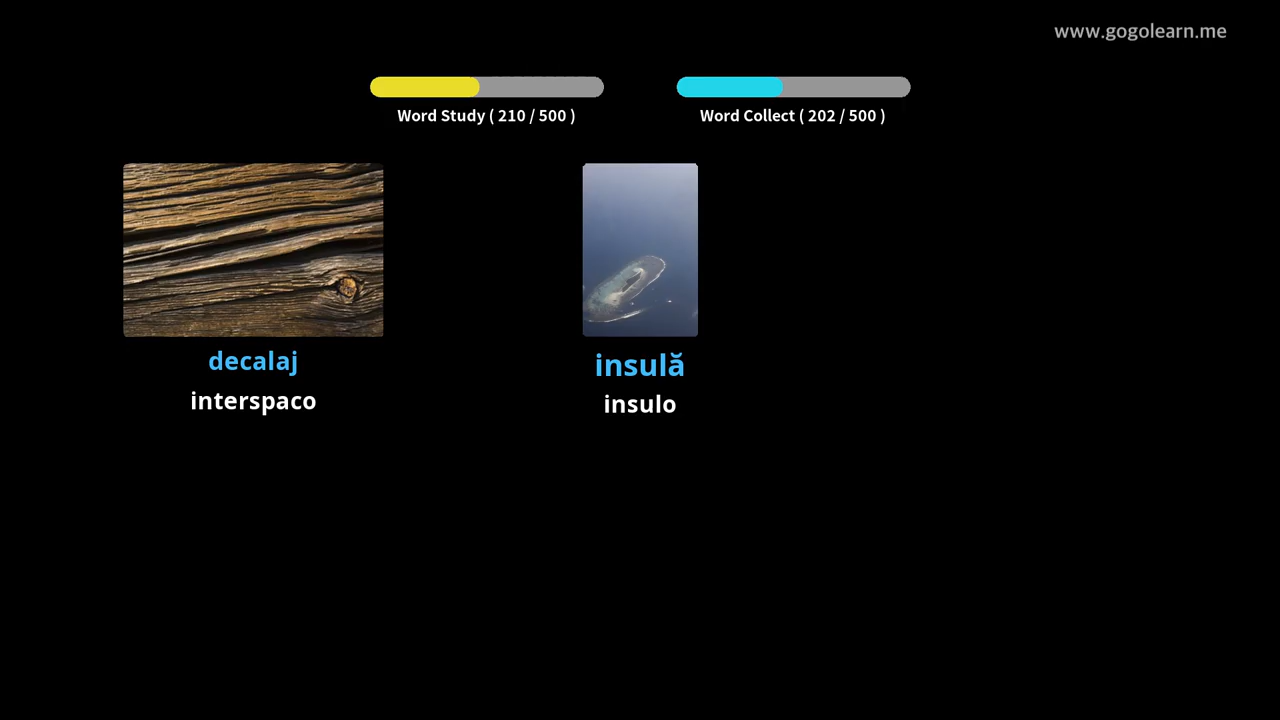 www.gogolearn.me
Word Study ( 210 / 500 )
Word Collect ( 202 / 500 )
decalaj
interspaco
insulă
insulo